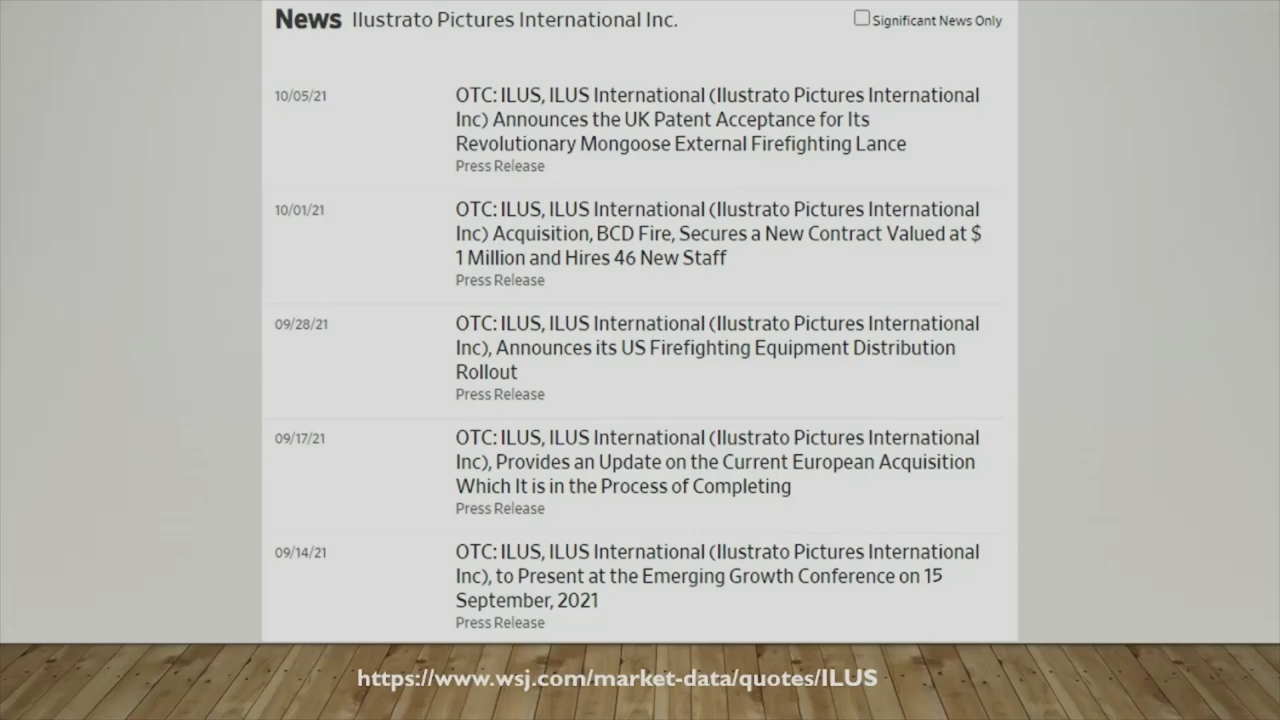 News Ilustrato Pictures International Inc.
Significant News Only
10/05/21
OTC: ILUS, ILUS International (Ilustrato Pictures International
Inc) Announces the UK Patent Acceptance for Its
Revolutionary Mongoose External Firefighting Lance
Press Release
10/01/21
OTC: ILUS, ILUS International (Ilustrato Pictures International
Inc) Acquisition, BCD Fire, Secures a New Contract Valued at $
1 Million and Hires 46 New Staff
Press Release
09/28/21
OTC: ILUS, ILUS International (Ilustrato Pictures International
Inc), Announces its US Firefighting Equipment Distribution
Rollout
Press Release
09/17/21
OTC: ILUS, ILUS International (Ilustrato Pictures International
Inc), Provides an Update on the Current European Acquisition
Which It is in the Process of Completing
Press Release
09/14/21
OTC: ILUS, ILUS International (Ilustrato Pictures International
Inc), to Present at the Emerging Growth Conference on 15
September, 2021
Press Release
https://www.wsj.com/market-data/quotes/ILUS